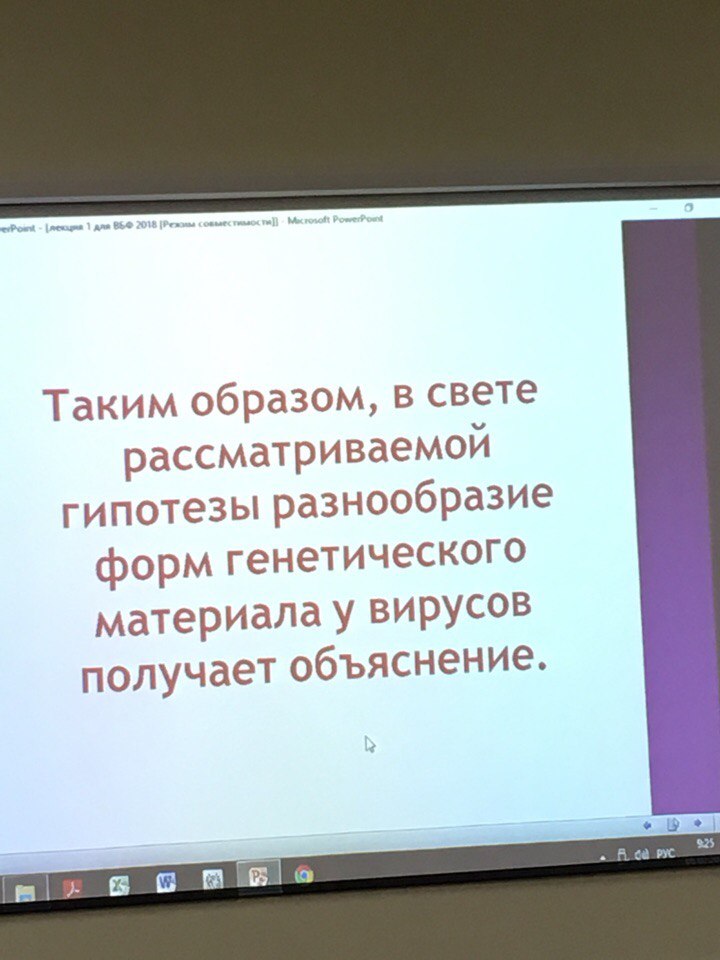 erPoint - [лекция 1 для ВБФ 2018 [Режим совместимости]] - Microsoft PowerPoint
Таким образом, в свете
рассматриваемой
гипотезы разнообразие
форм генетического
материала у вирусов
получает объяснение.
РУС
9:25